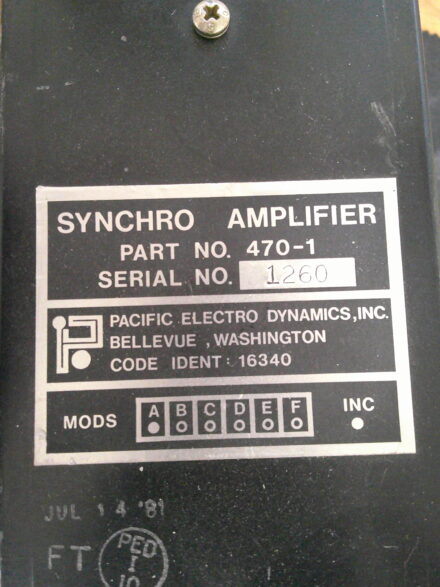 SYNCHRO AMPLIFIER
PART NO. 470-1
SERIAL NO. 1260
PACIFIC ELECTRO DYNAMICS, INC.
BELLEVUE , WASHINGTON
CODE IDENT: 16340
MODS A B C D E F INC
JUL 14 '81
FT PED
I
10